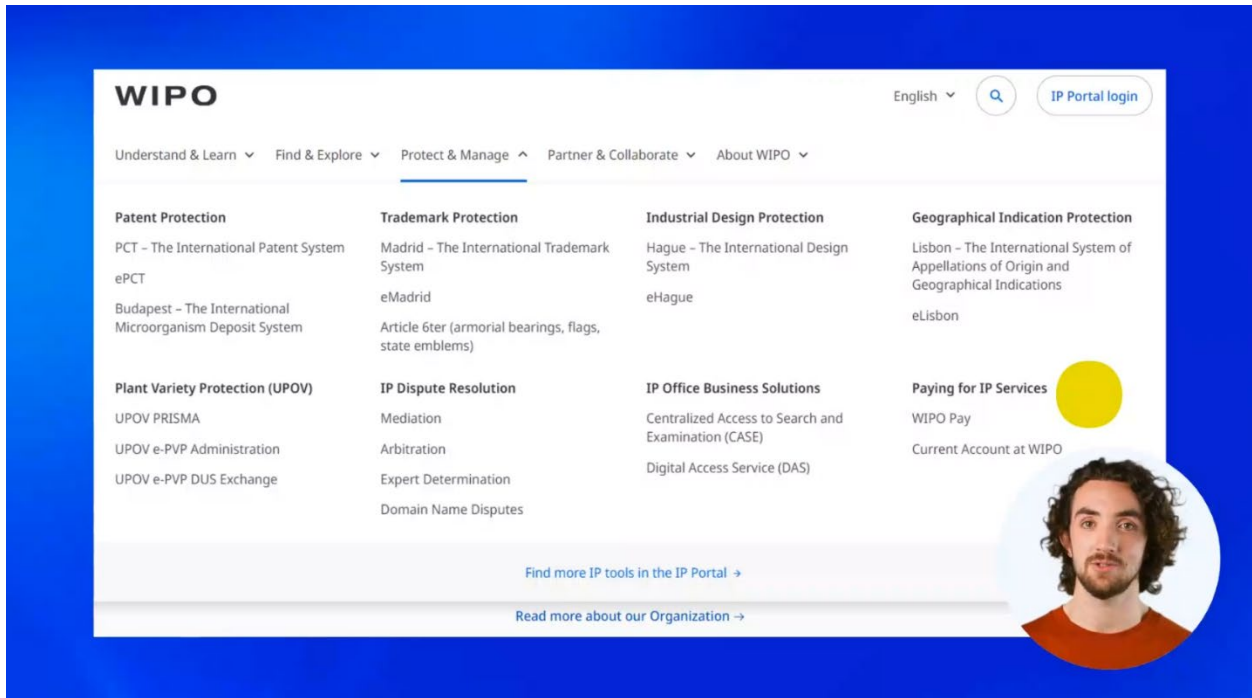 WIPO
English
IP Portal login
Understand & Learn
Find & Explore
Protect & Manage
Partner & Collaborate
About WIPO
Patent Protection
PCT – The International Patent System
ePCT
Budapest – The International
Microorganism Deposit System
Trademark Protection
Madrid – The International Trademark
System
eMadrid
Article 6ter (armorial bearings, flags,
state emblems)
Industrial Design Protection
Hague – The International Design
System
eHague
Geographical Indication Protection
Lisbon – The International System of
Appellations of Origin and
Geographical Indications
eLisbon
Plant Variety Protection (UPOV)
UPOV PRISMA
UPOV e-PVP Administration
UPOV e-PVP DUS Exchange
IP Dispute Resolution
Mediation
Arbitration
Expert Determination
Domain Name Disputes
IP Office Business Solutions
Centralized Access to Search and
Examination (CASE)
Digital Access Service (DAS)
Paying for IP Services
WIPO Pay
Current Account at WIPO
Find more IP tools in the IP Portal →
Read more about our Organization →